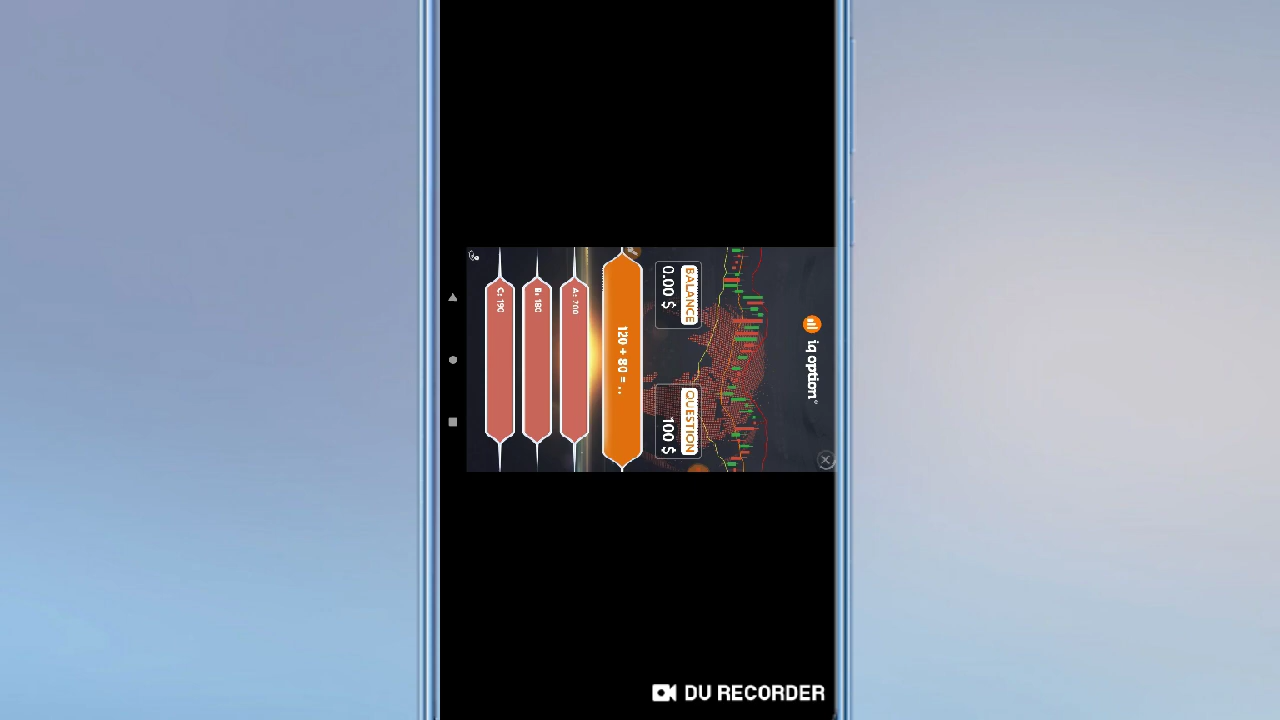 iq option
BALANCE
0.00 $
QUESTION
100 $
120 + 80 = ..
A: 200
B: 180
C: 190
DU RECORDER